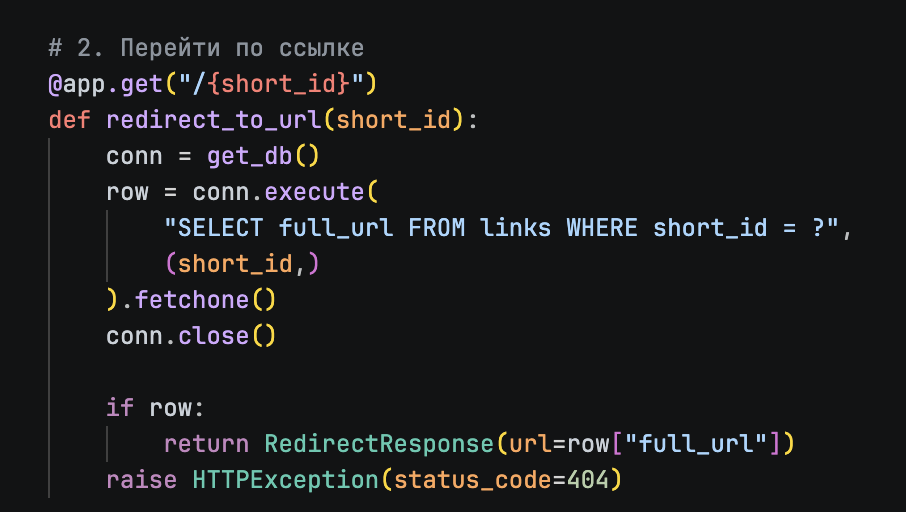 # 2. Перейти по ссылке
@app.get("/{short_id}")
def redirect_to_url(short_id):
    conn = get_db()
    row = conn.execute(
        "SELECT full_url FROM links WHERE short_id = ?",
        (short_id,)
    ).fetchone()
    conn.close()

    if row:
        return RedirectResponse(url=row["full_url"])
    raise HTTPException(status_code=404)